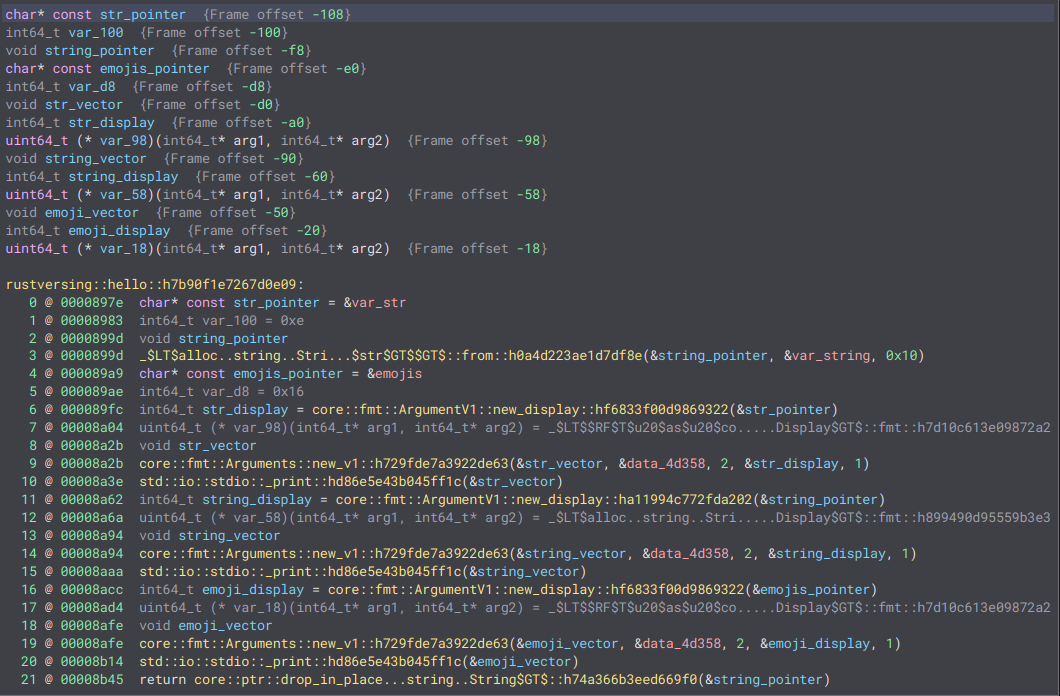 char* const str_pointer  {Frame offset -108}
int64_t var_100  {Frame offset -100}
void string_pointer  {Frame offset -f8}
char* const emojis_pointer  {Frame offset -e0}
int64_t var_d8  {Frame offset -d8}
void str_vector  {Frame offset -d0}
int64_t str_display  {Frame offset -a0}
uint64_t (* var_98)(int64_t* arg1, int64_t* arg2)  {Frame offset -98}
void string_vector  {Frame offset -90}
int64_t string_display  {Frame offset -60}
uint64_t (* var_58)(int64_t* arg1, int64_t* arg2)  {Frame offset -58}
void emoji_vector  {Frame offset -50}
int64_t emoji_display  {Frame offset -20}
uint64_t (* var_18)(int64_t* arg1, int64_t* arg2)  {Frame offset -18}
rustversing::hello::h7b90f1e7267d0e09:
0 @ 0000897e  char* const str_pointer = &var_str
1 @ 00008983  int64_t var_100 = 0xe
2 @ 0000899d  void string_pointer
3 @ 0000899d  _$LT$alloc..string..Stri...$str$GT$$GT$::from::h0a4d223ae1d7df8e(&string_pointer, &var_string, 0x10)
4 @ 000089a9  char* const emojis_pointer = &emojis
5 @ 000089ae  int64_t var_d8 = 0x16
6 @ 000089fc  int64_t str_display = core::fmt::ArgumentV1::new_display::hf6833f00d9869322(&str_pointer)
7 @ 00008a04  uint64_t (* var_98)(int64_t* arg1, int64_t* arg2) = _$LT$$RF$T$u20$as$u20$co.....Display$GT$::fmt::h7d10c613e09872a2
8 @ 00008a2b  void str_vector
9 @ 00008a2b  core::fmt::Arguments::new_v1::h729fde7a3922de63(&str_vector, &data_4d358, 2, &str_display, 1)
10 @ 00008a3e  std::io::stdio::_print::hd86e5e43b045ff1c(&str_vector)
11 @ 00008a62  int64_t string_display = core::fmt::ArgumentV1::new_display::ha11994c772fda202(&string_pointer)
12 @ 00008a6a  uint64_t (* var_58)(int64_t* arg1, int64_t* arg2) = _$LT$alloc..string..Stri.....Display$GT$::fmt::h899490d95559b3e3
13 @ 00008a94  void string_vector
14 @ 00008a94  core::fmt::Arguments::new_v1::h729fde7a3922de63(&string_vector, &data_4d358, 2, &string_display, 1)
15 @ 00008aaa  std::io::stdio::_print::hd86e5e43b045ff1c(&string_vector)
16 @ 00008acc  int64_t emoji_display = core::fmt::ArgumentV1::new_display::hf6833f00d9869322(&emojis_pointer)
17 @ 00008ad4  uint64_t (* var_18)(int64_t* arg1, int64_t* arg2) = _$LT$$RF$T$u20$as$u20$co.....Display$GT$::fmt::h7d10c613e09872a2
18 @ 00008afe  void emoji_vector
19 @ 00008afe  core::fmt::Arguments::new_v1::h729fde7a3922de63(&emoji_vector, &data_4d358, 2, &emoji_display, 1)
20 @ 00008b14  std::io::stdio::_print::hd86e5e43b045ff1c(&emoji_vector)
21 @ 00008b45  return core::ptr::drop_in_place...string..String$GT$::h74a366b3eed669f0(&string_pointer)